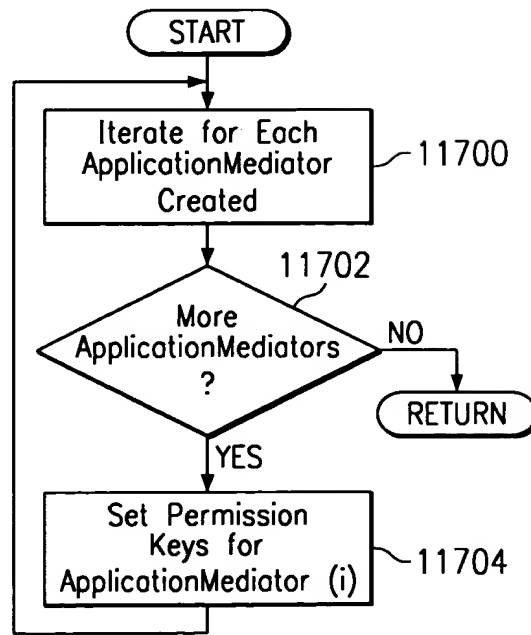 START
Iterate for Each
ApplicationMediator
Created
11700
11702
More
ApplicationMediators
?
NO
RETURN
YES
Set Permission
Keys for
ApplicationMediator (i)
11704